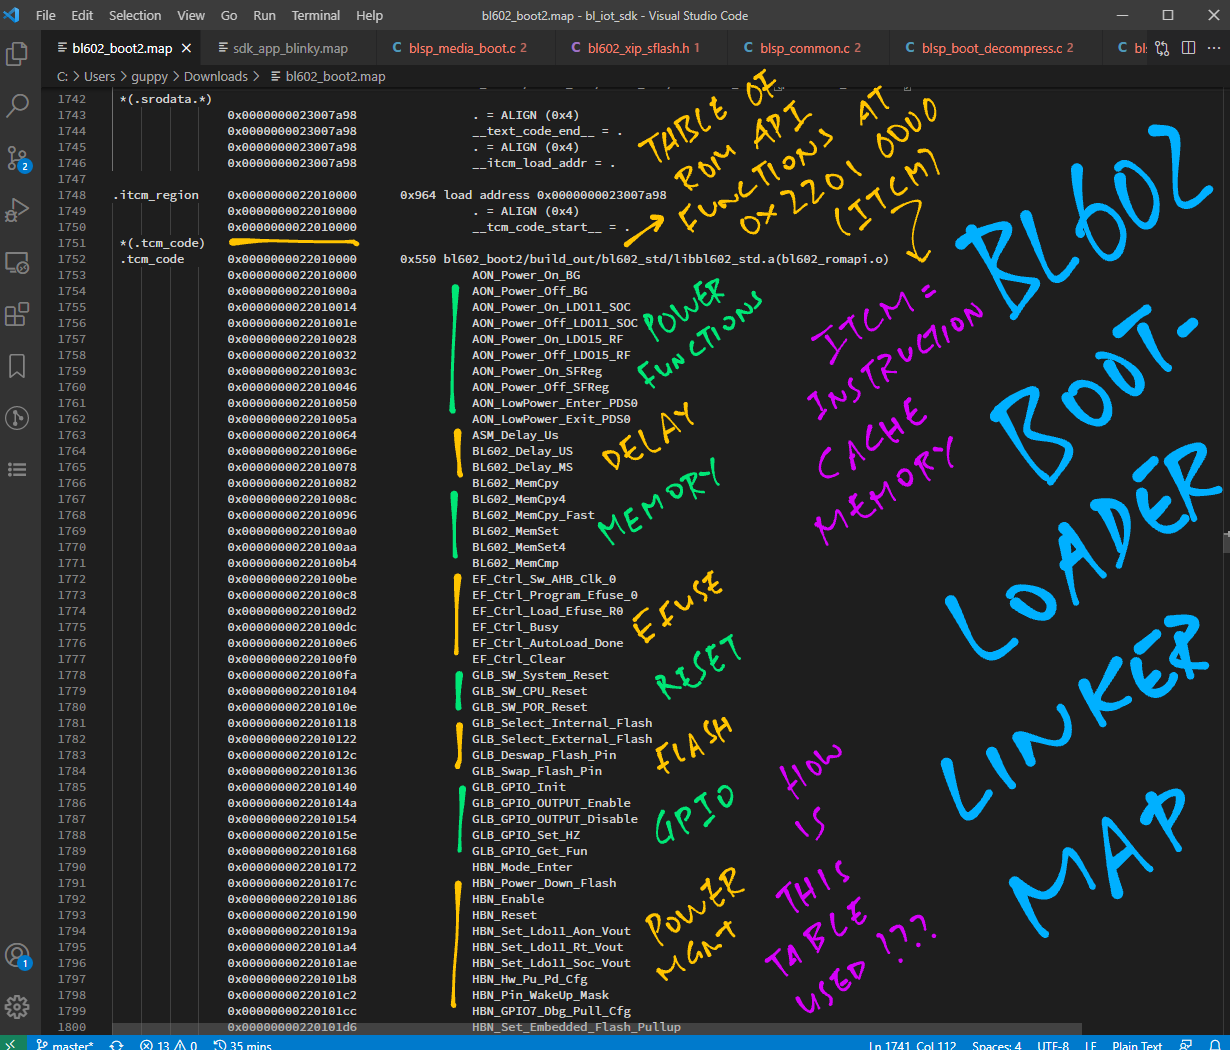 File Edit Selection View Go Run Terminal Help bl602_boot2.map - bl_iot_sdk - Visual Studio Code
bl602_boot2.map sdk_app_blinky.map blsp_media_boot.c 2 bl602_xip_sflash.h 1 blsp_common.c 2 blsp_boot_decompress.c 2 bls
C: > Users > guppy > Downloads > bl602_boot2.map
1742 *(.srodata.*)
1743 0x0000000023007a98 . = ALIGN (0x4)
1744 0x0000000023007a98 __text_code_end__ = .
1745 0x0000000023007a98 . = ALIGN (0x4)
1746 0x0000000023007a98 __itcm_load_addr = .
1747
1748 .itcm_region 0x0000000022010000 0x964 load address 0x0000000023007a98
1749 0x0000000022010000 . = ALIGN (0x4)
1750 0x0000000022010000 __tcm_code_start__ = .
1751 *(.tcm_code)
1752 .tcm_code 0x0000000022010000 0x550 bl602_boot2/build_out/bl602_std/libbl602_std.a(bl602_romapi.o)
1753 0x0000000022010000 AON_Power_On_BG
1754 0x000000002201000a AON_Power_Off_BG
1755 0x0000000022010014 AON_Power_On_LDO11_SOC
1756 0x000000002201001e AON_Power_Off_LDO11_SOC
1757 0x0000000022010028 AON_Power_On_LDO15_RF
1758 0x0000000022010032 AON_Power_Off_LDO15_RF
1759 0x000000002201003c AON_Power_On_SFReg
1760 0x0000000022010046 AON_Power_Off_SFReg
1761 0x0000000022010050 AON_LowPower_Enter_PDS0
1762 0x000000002201005a AON_LowPower_Exit_PDS0
1763 0x0000000022010064 ASM_Delay_Us
1764 0x000000002201006e BL602_Delay_US
1765 0x0000000022010078 BL602_Delay_MS
1766 0x0000000022010082 BL602_MemCpy
1767 0x000000002201008c BL602_MemCpy4
1768 0x0000000022010096 BL602_MemCpy_Fast
1769 0x00000000220100a0 BL602_MemSet
1770 0x00000000220100aa BL602_MemSet4
1771 0x00000000220100b4 BL602_MemCmp
1772 0x00000000220100be EF_Ctrl_Sw_AHB_Clk_0
1773 0x00000000220100c8 EF_Ctrl_Program_Efuse_0
1774 0x00000000220100d2 EF_Ctrl_Load_Efuse_R0
1775 0x00000000220100dc EF_Ctrl_Busy
1776 0x00000000220100e6 EF_Ctrl_AutoLoad_Done
1777 0x00000000220100f0 EF_Ctrl_Clear
1778 0x00000000220100fa GLB_SW_System_Reset
1779 0x0000000022010104 GLB_SW_CPU_Reset
1780 0x000000002201010e GLB_SW_POR_Reset
1781 0x0000000022010118 GLB_Select_Internal_Flash
1782 0x0000000022010122 GLB_Select_External_Flash
1783 0x000000002201012c GLB_Deswap_Flash_Pin
1784 0x0000000022010136 GLB_Swap_Flash_Pin
1785 0x0000000022010140 GLB_GPIO_Init
1786 0x000000002201014a GLB_GPIO_OUTPUT_Enable
1787 0x0000000022010154 GLB_GPIO_OUTPUT_Disable
1788 0x000000002201015e GLB_GPIO_Set_HZ
1789 0x0000000022010168 GLB_GPIO_Get_Fun
1790 0x0000000022010172 HBN_Mode_Enter
1791 0x000000002201017c HBN_Power_Down_Flash
1792 0x0000000022010186 HBN_Enable
1793 0x0000000022010190 HBN_Reset
1794 0x000000002201019a HBN_Set_Ldo11_Aon_Vout
1795 0x00000000220101a4 HBN_Set_Ldo11_Rt_Vout
1796 0x00000000220101ae HBN_Set_Ldo11_Soc_Vout
1797 0x00000000220101b8 HBN_Hw_Pu_Pd_Cfg
1798 0x00000000220101c2 HBN_Pin_WakeUp_Mask
1799 0x00000000220101cc HBN_GPIO7_Dbg_Pull_Cfg
1800 0x00000000220101d6 HBN_Set_Embedded_Flash_Pullup
TABLE OF
ROM API
FUNCTIONS AT
0x2201 0000
(ITCM)
POWER
FUNCTIONS
DELAY
MEMORY
EFUSE
RESET
FLASH
GPIO
POWER
MGMT
ITCM =
INSTRUCTION
CACHE
MEMORY
HOW
IS
THIS
TABLE
USED ???
BL602
BOOT-
LOADER
LINKER
MAP
2
1
master* 13 0 35 mins Ln 1741, Col 112 Spaces: 4 UTF-8 LF Plain Text